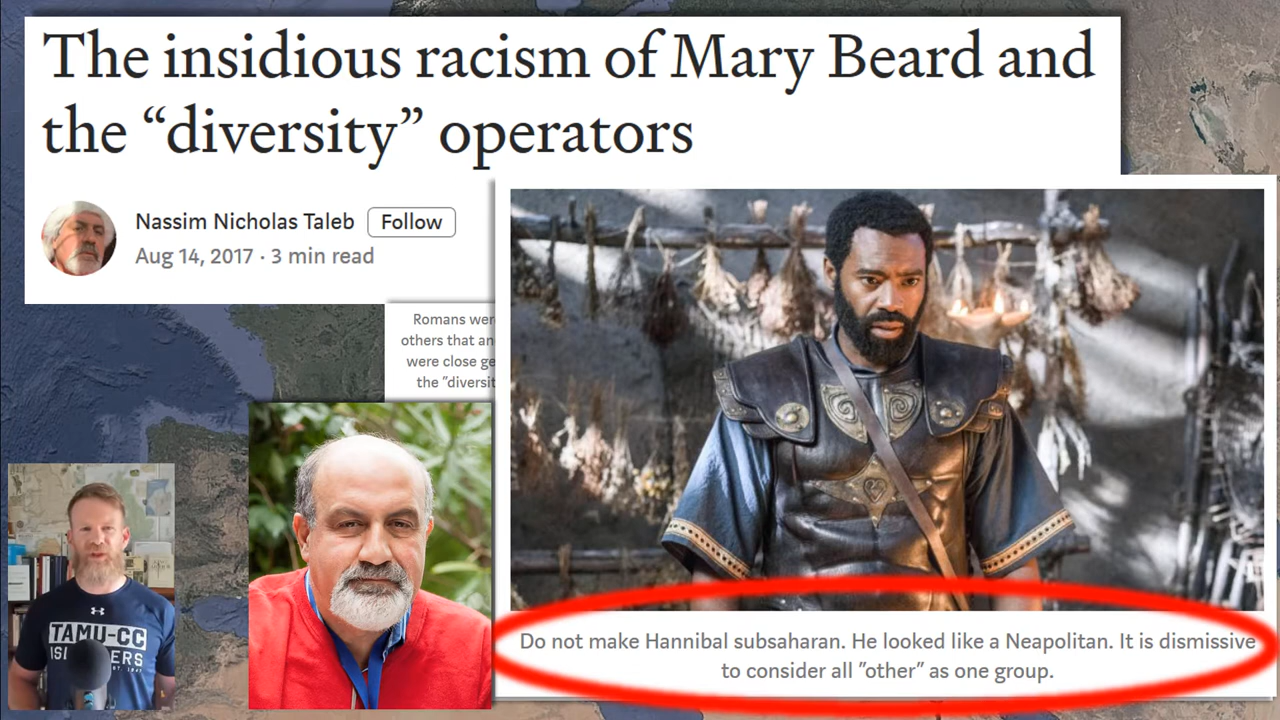 The insidious racism of Mary Beard and
the “diversity” operators
Nassim Nicholas Taleb Follow
Aug 14, 2017 · 3 min read
Romans
others that
were close
the
TAMU-CC
Do not make Hannibal subsaharan. He looked like a Neapolitan. It is dismissive
to consider all ”other” as one group.